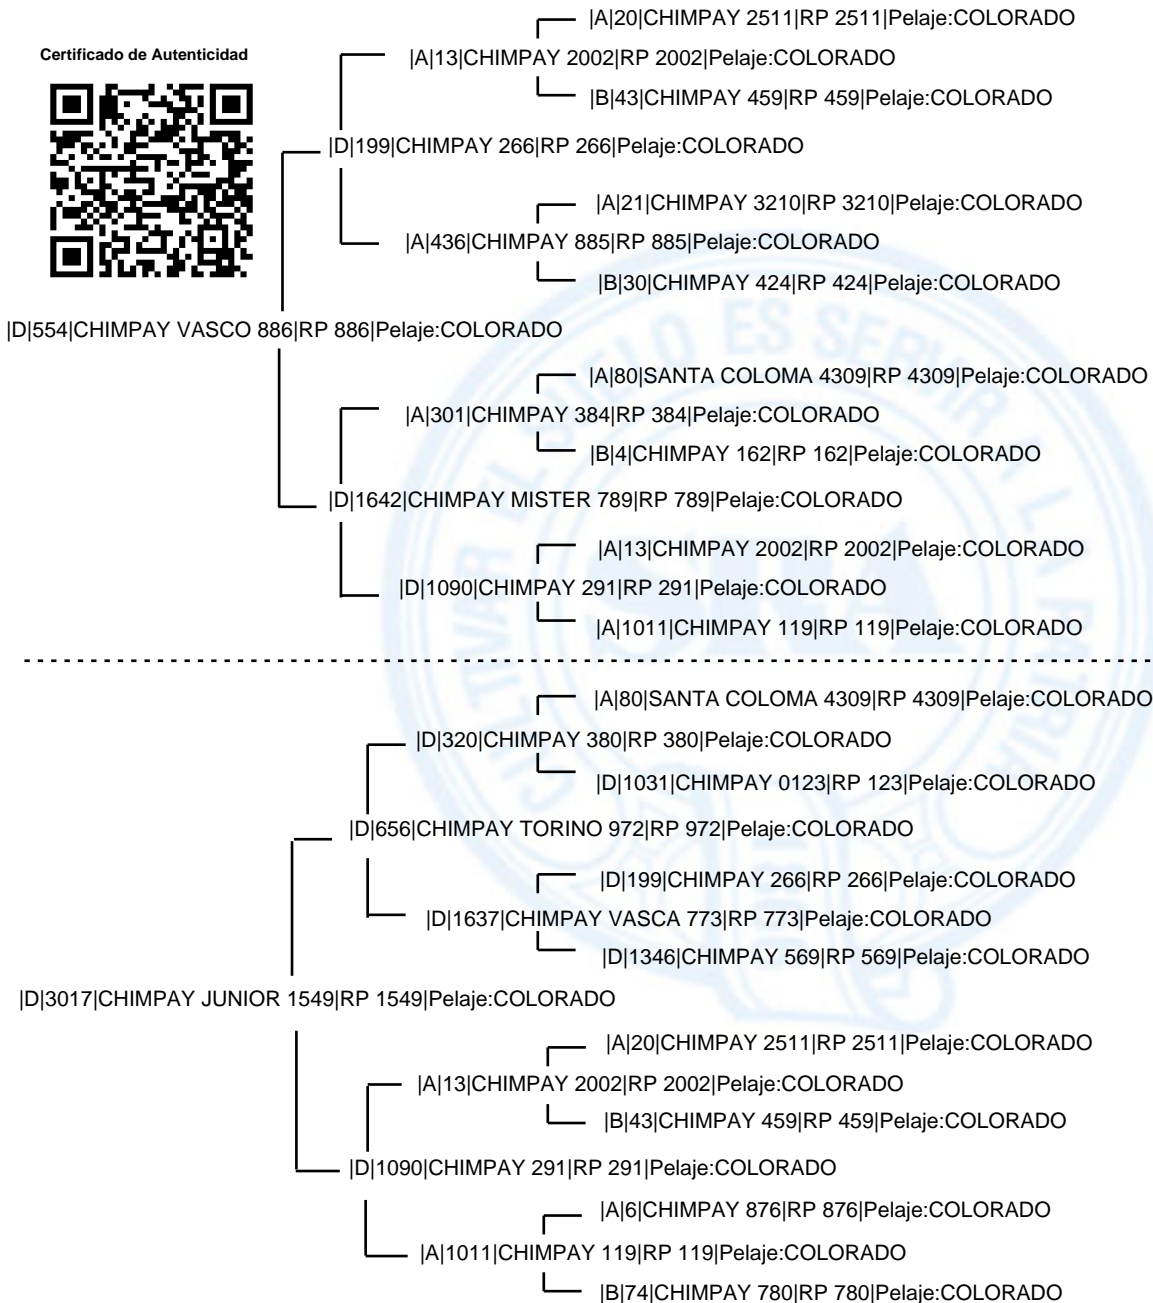 |A|20|CHIMPAY 2511|RP 2511|Pelaje:COLORADO
Certificado de Autenticidad
|A|13|CHIMPAY 2002|RP 2002|Pelaje:COLORADO
|B|43|CHIMPAY 459|RP 459|Pelaje:COLORADO
|D|199|CHIMPAY 266|RP 266|Pelaje:COLORADO
|A|21|CHIMPAY 3210|RP 3210|Pelaje:COLORADO
|A|436|CHIMPAY 885|RP 885|Pelaje:COLORADO
|B|30|CHIMPAY 424|RP 424|Pelaje:COLORADO
|D|554|CHIMPAY VASCO 886|RP 886|Pelaje:COLORADO
|A|80|SANTA COLOMA 4309|RP 4309|Pelaje:COLORADO
|A|301|CHIMPAY 384|RP 384|Pelaje:COLORADO
|B|4|CHIMPAY 162|RP 162|Pelaje:COLORADO
|D|1642|CHIMPAY MISTER 789|RP 789|Pelaje:COLORADO
|A|13|CHIMPAY 2002|RP 2002|Pelaje:COLORADO
|D|1090|CHIMPAY 291|RP 291|Pelaje:COLORADO
|A|1011|CHIMPAY 119|RP 119|Pelaje:COLORADO
|A|80|SANTA COLOMA 4309|RP 4309|Pelaje:COLORADO
|D|320|CHIMPAY 380|RP 380|Pelaje:COLORADO
|D|1031|CHIMPAY 0123|RP 123|Pelaje:COLORADO
|D|656|CHIMPAY TORINO 972|RP 972|Pelaje:COLORADO
|D|199|CHIMPAY 266|RP 266|Pelaje:COLORADO
|D|1637|CHIMPAY VASCA 773|RP 773|Pelaje:COLORADO
|D|1346|CHIMPAY 569|RP 569|Pelaje:COLORADO
|D|3017|CHIMPAY JUNIOR 1549|RP 1549|Pelaje:COLORADO
|A|20|CHIMPAY 2511|RP 2511|Pelaje:COLORADO
|A|13|CHIMPAY 2002|RP 2002|Pelaje:COLORADO
|B|43|CHIMPAY 459|RP 459|Pelaje:COLORADO
|D|1090|CHIMPAY 291|RP 291|Pelaje:COLORADO
|A|6|CHIMPAY 876|RP 876|Pelaje:COLORADO
|A|1011|CHIMPAY 119|RP 119|Pelaje:COLORADO
|B|74|CHIMPAY 780|RP 780|Pelaje:COLORADO
CULTIVAR EL SUELO ES SERVIR A LA PATRIA
SRA